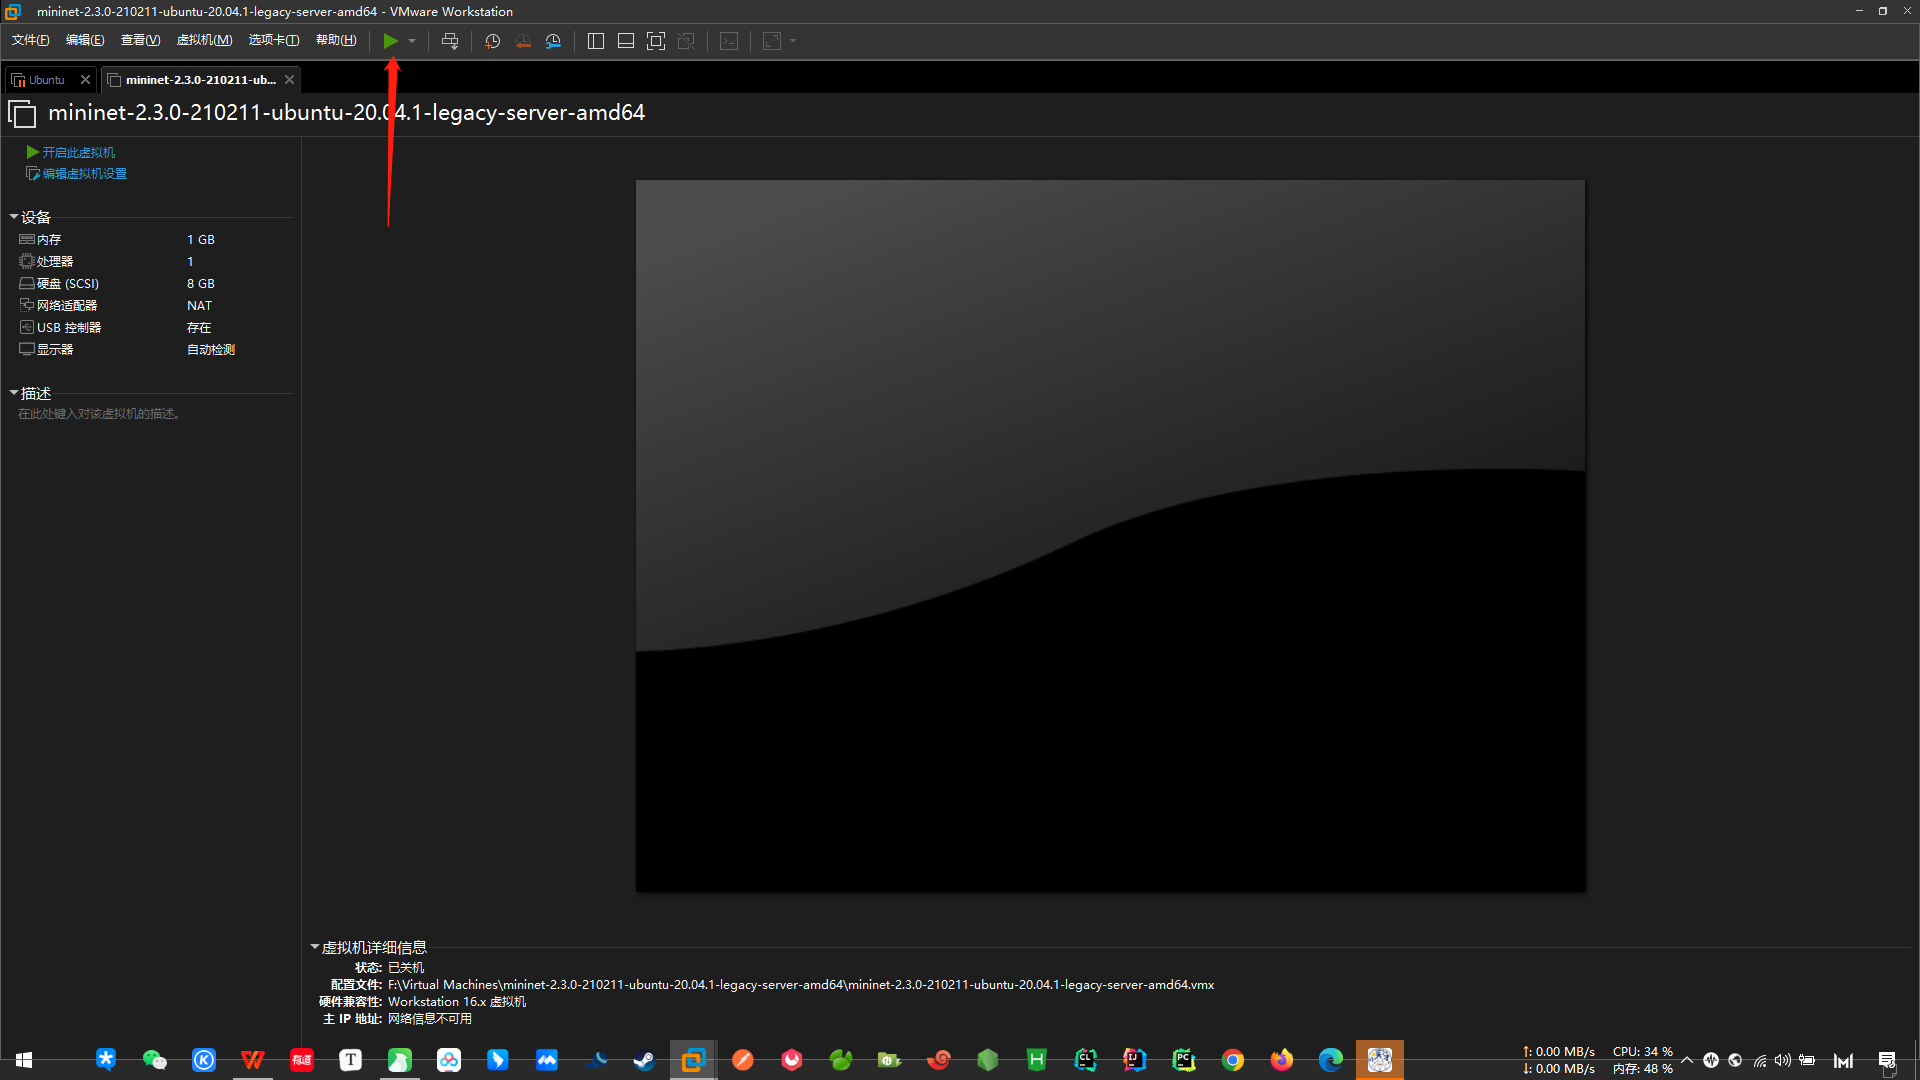 mininet-2.3.0-210211-ubuntu-20.04.1-legacy-server-amd64 - VMware Workstation
文件(F) 编辑(E) 查看(V) 虚拟机(M) 选项卡(T) 帮助(H)
Ubuntu
mininet-2.3.0-210211-ub...
mininet-2.3.0-210211-ubuntu-20.04.1-legacy-server-amd64
开启此虚拟机
编辑虚拟机设置
设备
内存 1 GB
处理器 1
硬盘 (SCSI) 8 GB
网络适配器 NAT
USB 控制器 存在
显示器 自动检测
描述
在此处键入对该虚拟机的描述。
虚拟机详细信息
状态: 已关机
配置文件: F:\Virtual Machines\mininet-2.3.0-210211-ubuntu-20.04.1-legacy-server-amd64\mininet-2.3.0-210211-ubuntu-20.04.1-legacy-server-amd64.vmx
硬件兼容性: Workstation 16.x 虚拟机
主 IP 地址: 网络信息不可用
有道
T
H
CL
IJ
PC
↑: 0.00 MB/s CPU: 34 %
↓: 0.00 MB/s 内存: 48 %